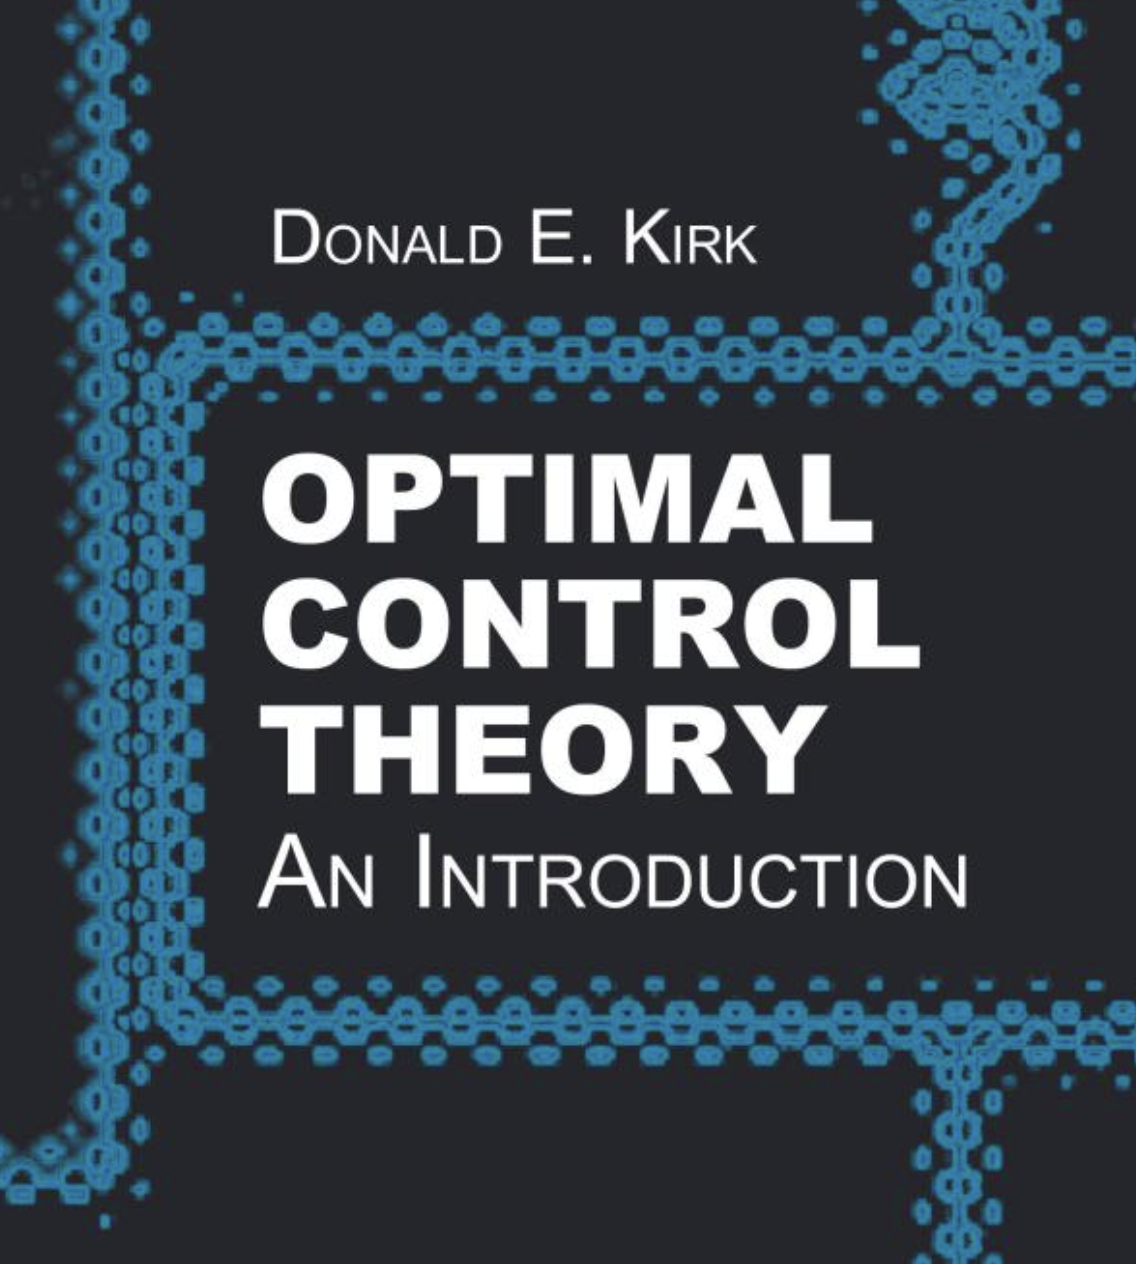 Donald E. Kirk
OPTIMAL
CONTROL
THEORY
An Introduction